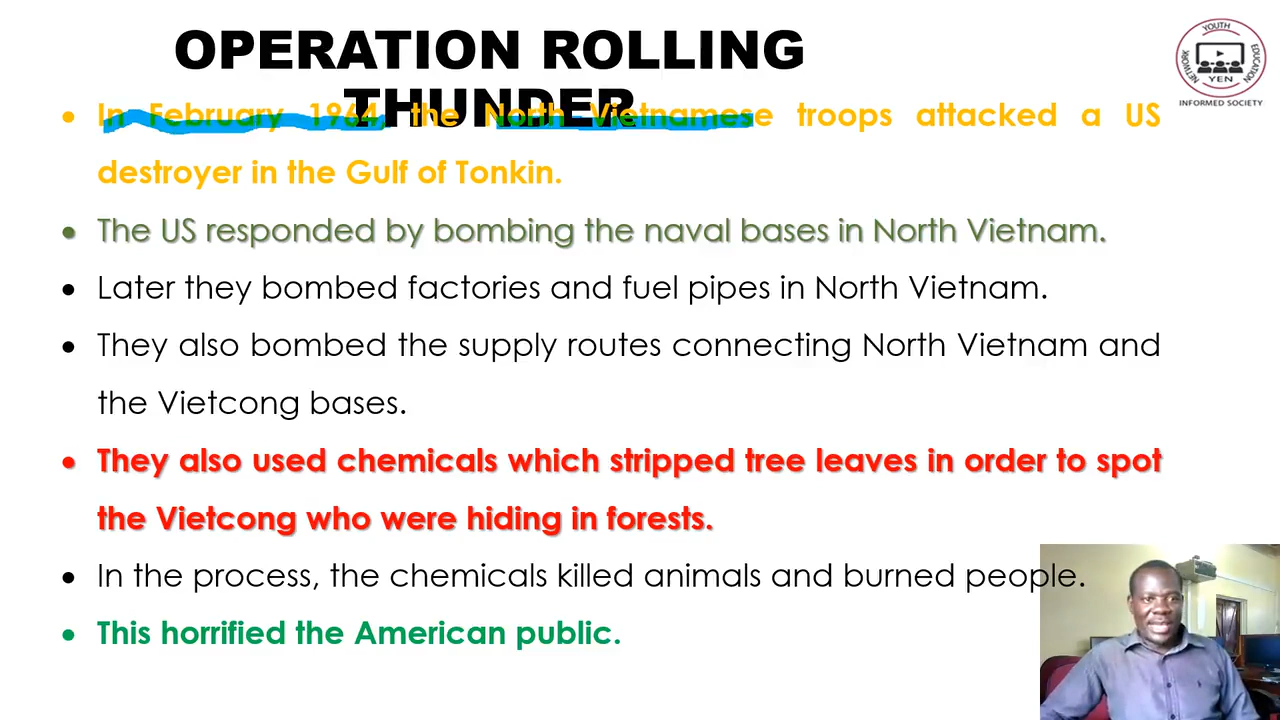 OPERATION ROLLING
THUNDER
• In February 1964, the North Vietnamese troops attacked a US
destroyer in the Gulf of Tonkin.
• The US responded by bombing the naval bases in North Vietnam.
• Later they bombed factories and fuel pipes in North Vietnam.
• They also bombed the supply routes connecting North Vietnam and
the Vietcong bases.
• They also used chemicals which stripped tree leaves in order to spot
the Vietcong who were hiding in forests.
• In the process, the chemicals killed animals and burned people.
• This horrified the American public.
YOUTH
EDUCATION
NETWORK
YEN
INFORMED SOCIETY